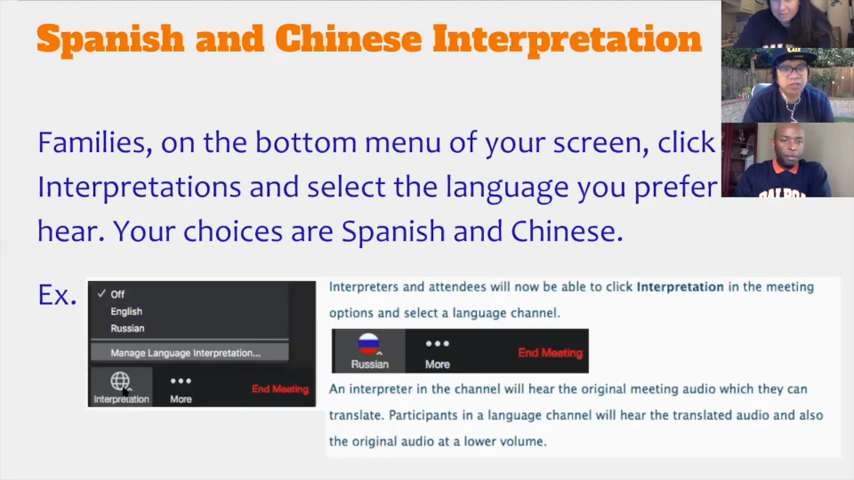 Spanish and Chinese Interpretation
Families, on the bottom menu of your screen, click
Interpretations and select the language you prefer
hear. Your choices are Spanish and Chinese.
Ex.
Off
English
Russian
Manage Language Interpretation...
Interpretation
More
End Meeting
Interpreters and attendees will now be able to click Interpretation in the meeting
options and select a language channel.
Russian
More
End Meeting
An interpreter in the channel will hear the original meeting audio which they can
translate. Participants in a language channel will hear the translated audio and also
the original audio at a lower volume.